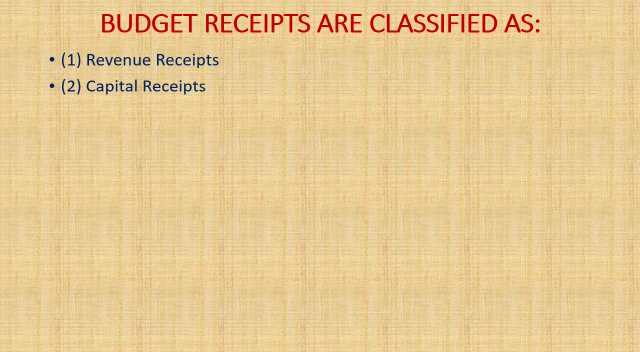 BUDGET RECEIPTS ARE CLASSIFIED AS:
• (1) Revenue Receipts
• (2) Capital Receipts